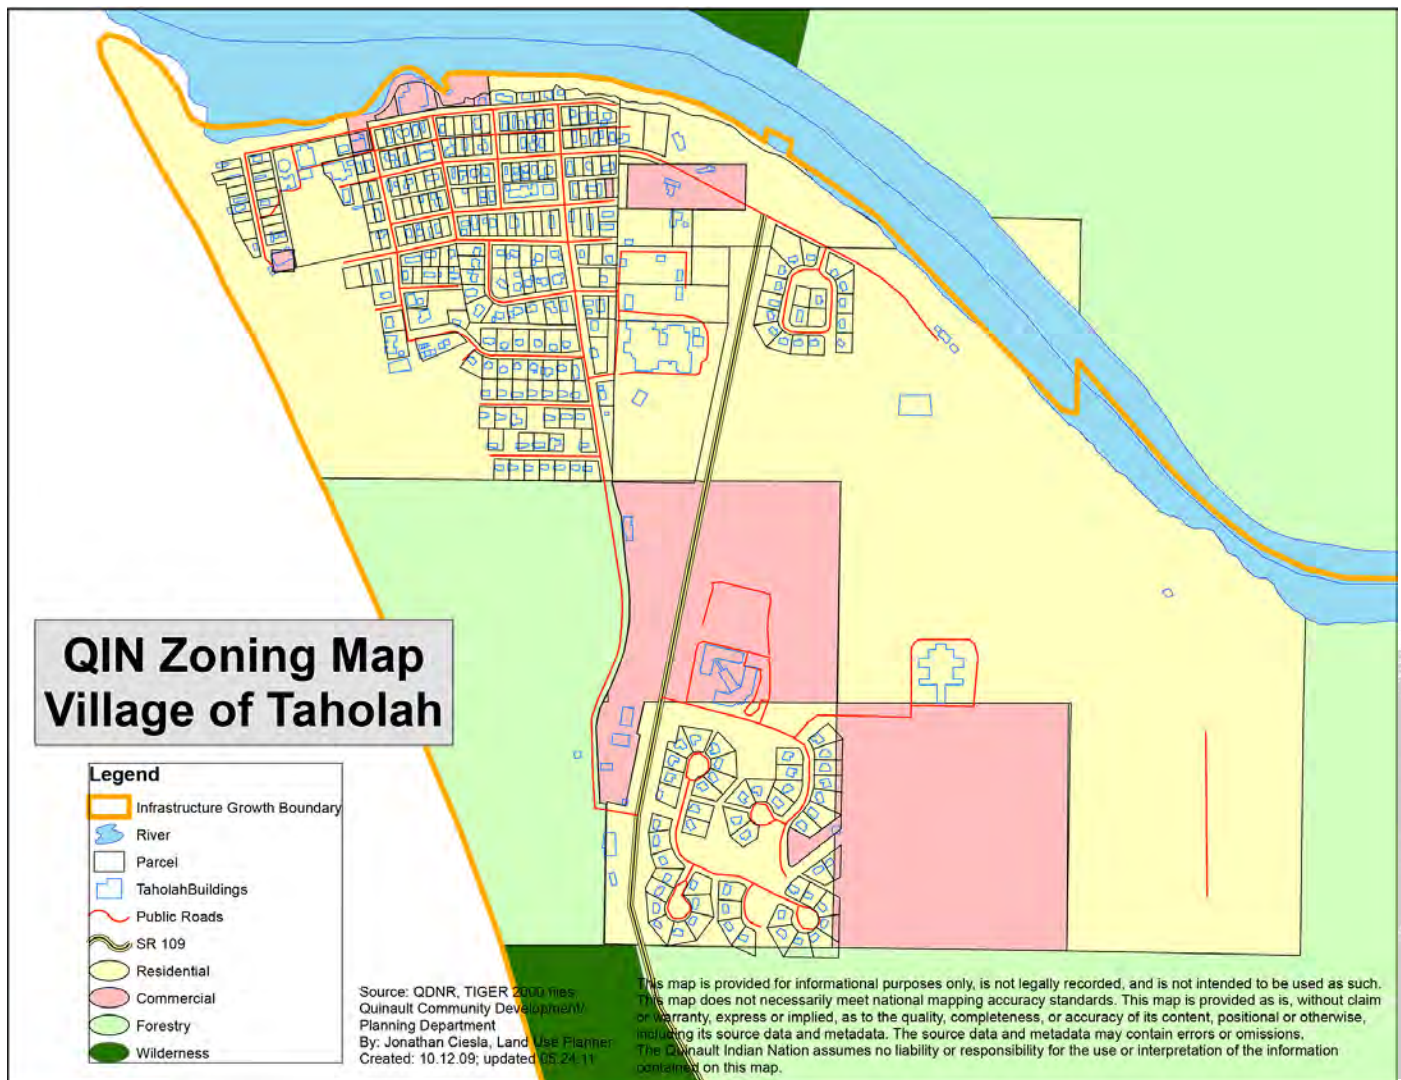 QIN Zoning Map
Village of Taholah
Legend
Infrastructure Growth Boundary
River
Parcel
TaholahBuildings
Public Roads
SR 109
Residential
Commercial
Forestry
Wilderness
Source: QDNR, TIGER 2000 files,
Quinault Community Development/
Planning Department
By: Jonathan Ciesla, Land Use Planner
Created: 10.12.09; updated 05.24.11
This map is provided for informational purposes only, is not legally recorded, and is not intended to be used as such.
This map does not necessarily meet national mapping accuracy standards. This map is provided as is, without claim
or warranty, express or implied, as to the quality, completeness, or accuracy of its content, positional or otherwise,
including its source data and metadata. The source data and metadata may contain errors or omissions.
The Quinault Indian Nation assumes no liability or responsibility for the use or interpretation of the information
contained on this map.